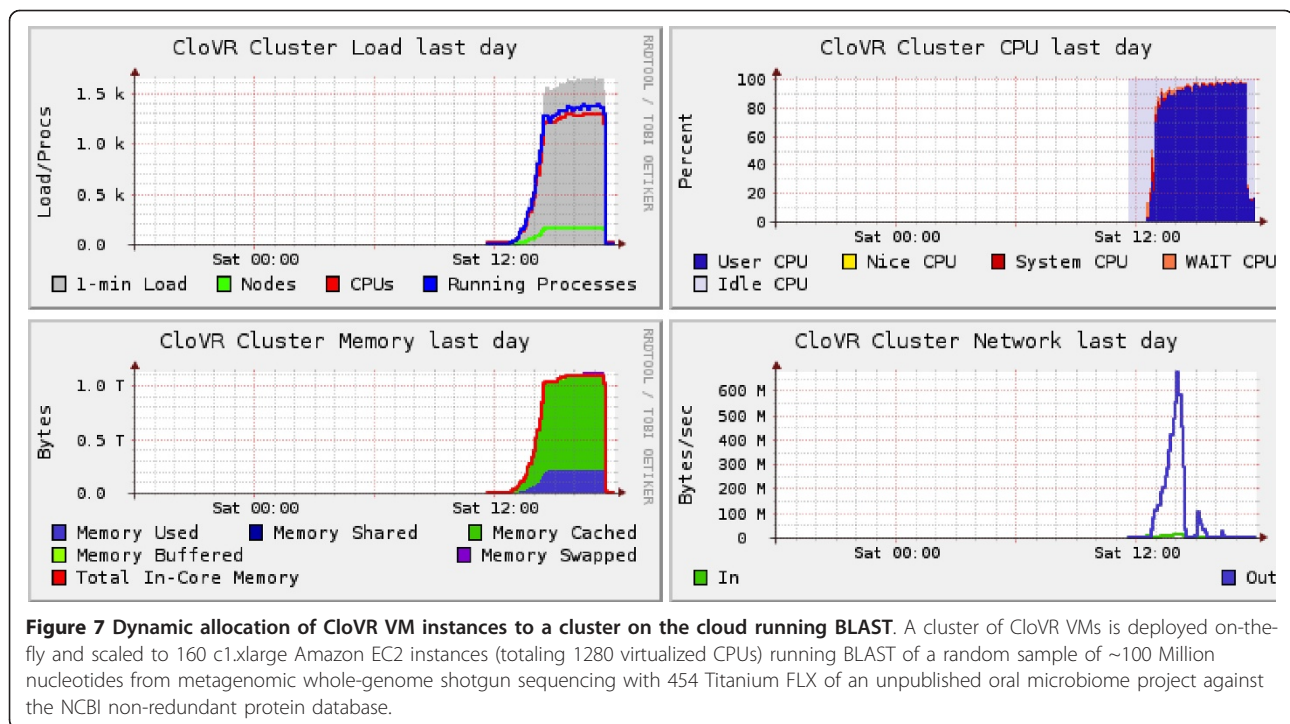 CloVR Cluster Load last day
RRDTOOL / TOBI OETIKER
Load/Procs
1.5 k
1.0 k
0.5 k
0.0
Sat 00:00 Sat 12:00
1-min Load Nodes CPUs Running Processes
CloVR Cluster CPU last day
Percent
100
80
60
40
20
0
Sat 00:00 Sat 12:00
User CPU Nice CPU System CPU WAIT CPU
Idle CPU
CloVR Cluster Memory last day
RRDTOOL / TOBI OETIKER
Bytes
1.0 T
0.5 T
0.0
Sat 00:00 Sat 12:00
Memory Used Memory Shared Memory Cached
Memory Buffered Memory Swapped
Total In-Core Memory
CloVR Cluster Network last day
Bytes/sec
600 M
500 M
400 M
300 M
200 M
100 M
0
Sat 00:00 Sat 12:00
In Out
Figure 7 Dynamic allocation of CloVR VM instances to a cluster on the cloud running BLAST. A cluster of CloVR VMs is deployed on-the-
fly and scaled to 160 c1.xlarge Amazon EC2 instances (totaling 1280 virtualized CPUs) running BLAST of a random sample of ~100 Million
nucleotides from metagenomic whole-genome shotgun sequencing with 454 Titanium FLX of an unpublished oral microbiome project against
the NCBI non-redundant protein database.